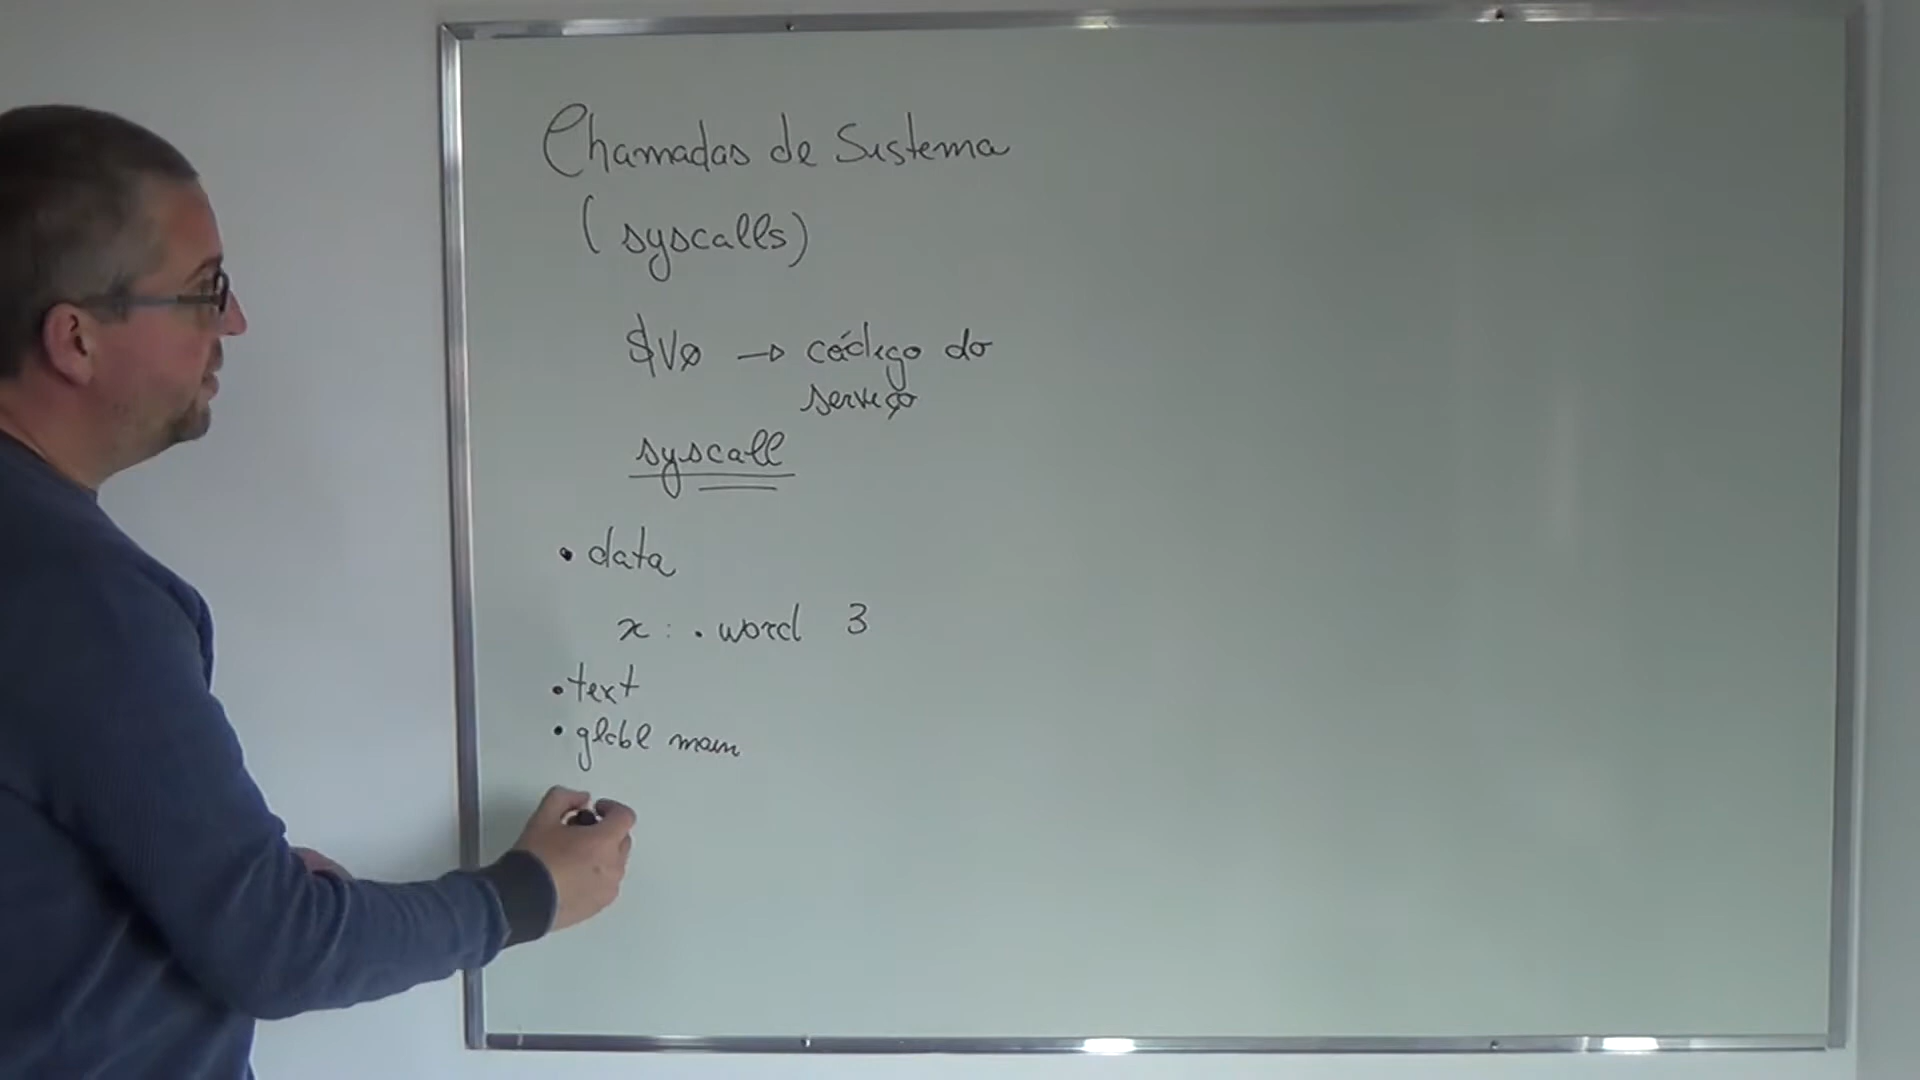 Chamadas de Sistema
(syscalls)
$v0 → código do
serviço
syscall
.data
x: .word 3
.text
.globl main